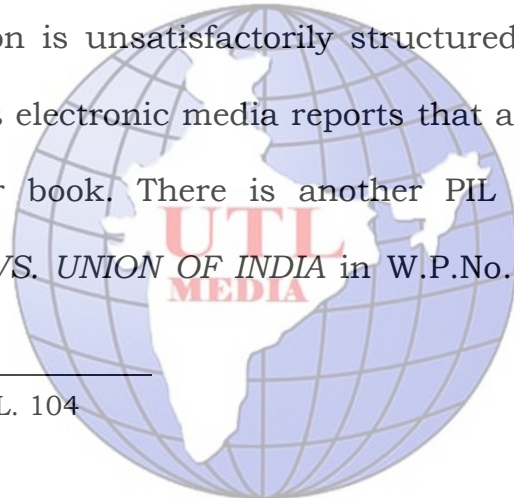 on is unsatisfactorily structured
s electronic media reports that a
r book. There is another PIL
UTL
VS. UNION OF INDIA in W.P.No.
MEDIA
L. 104